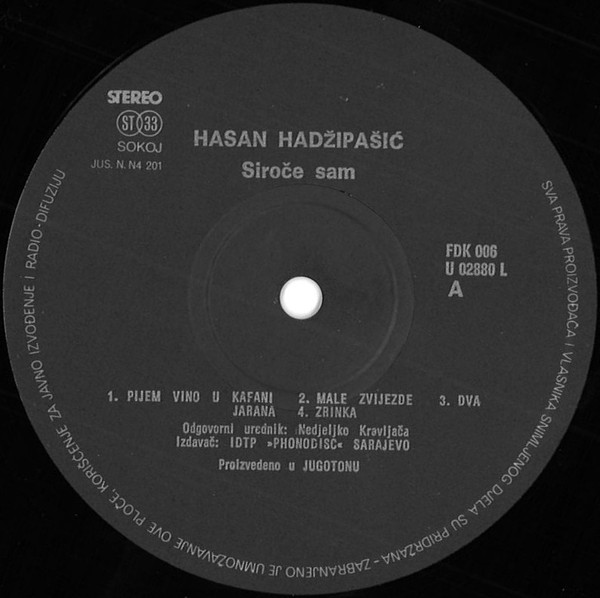 STEREO
ST 33
SOKOJ
JUS. N. N4 201
HASAN HADŽIPAŠIĆ
Siroče sam
FDK 006
U 02880 L
A
1. PIJEM VINO U KAFANI 2. MALE ZVIJEZDE 3. DVA
JARANA 4. ZRINKA
Odgovorni urednik: Nedjeljko Kravljača
Izdavač: IDTP »PHONODISC« SARAJEVO
Proizvedeno u JUGOTONU
SVA PRAVA PROIZVOĐAČA I VLASNIKA SNIMLJENOG DJELA SU PRIDRŽANA - ZABRANJENO JE UMNOŽAVANJE OVE PLOČE, KORIŠĆENJE ZA JAVNO IZVOĐENJE I RADIO-DIFUZIJU